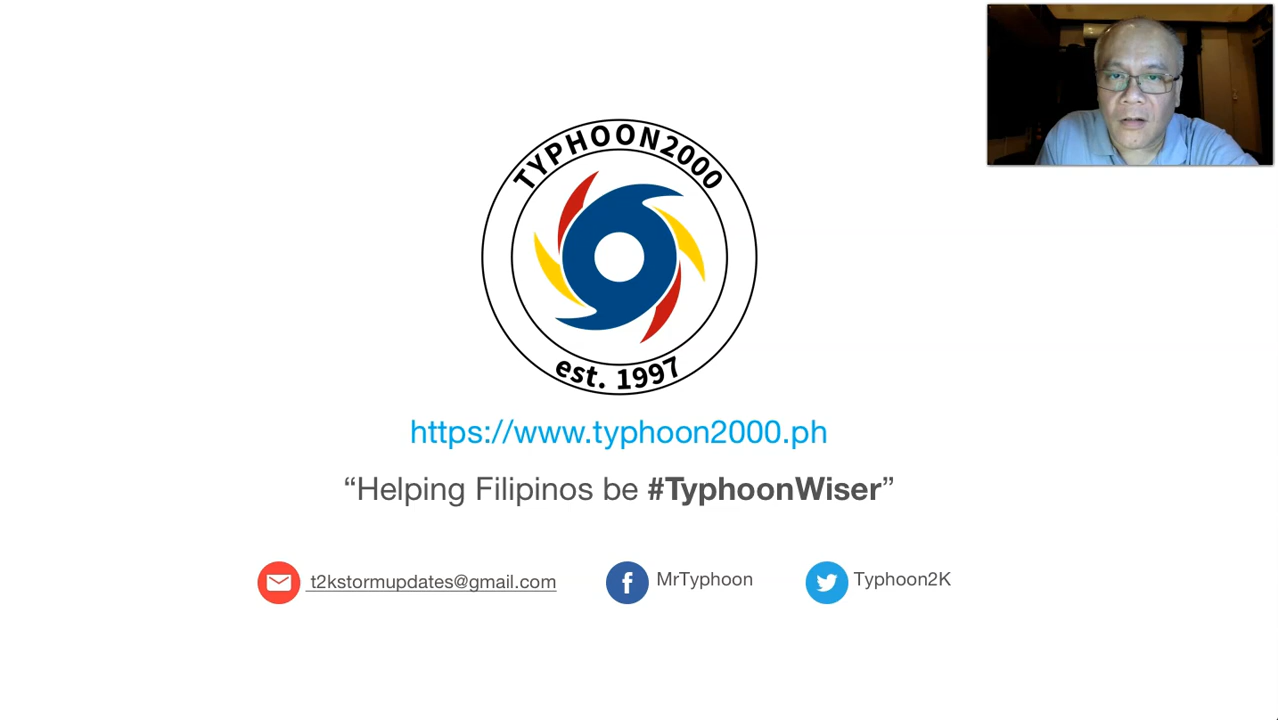 TYPHOON2000
est. 1997
https://www.typhoon2000.ph
“Helping Filipinos be #TyphoonWiser”
t2kstormupdates@gmail.com
MrTyphoon
Typhoon2K